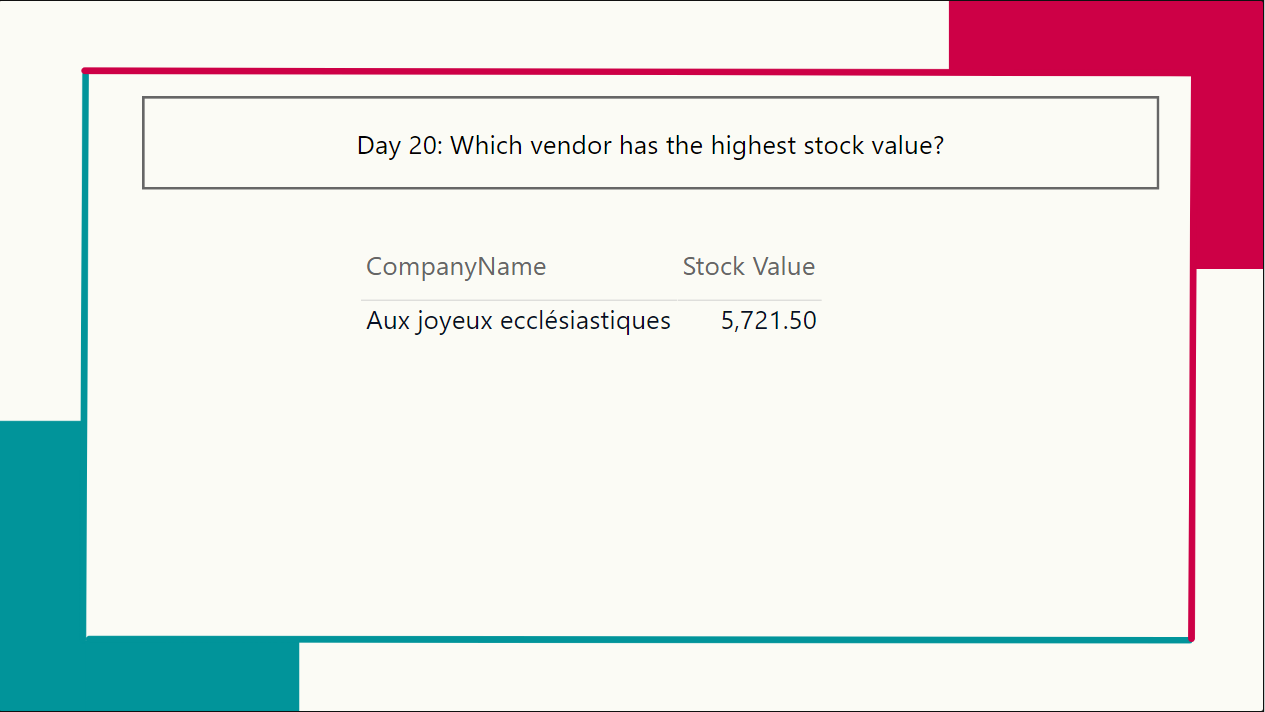 Day 20: Which vendor has the highest stock value?
CompanyName Stock Value
Aux joyeux ecclésiastiques 5,721.50